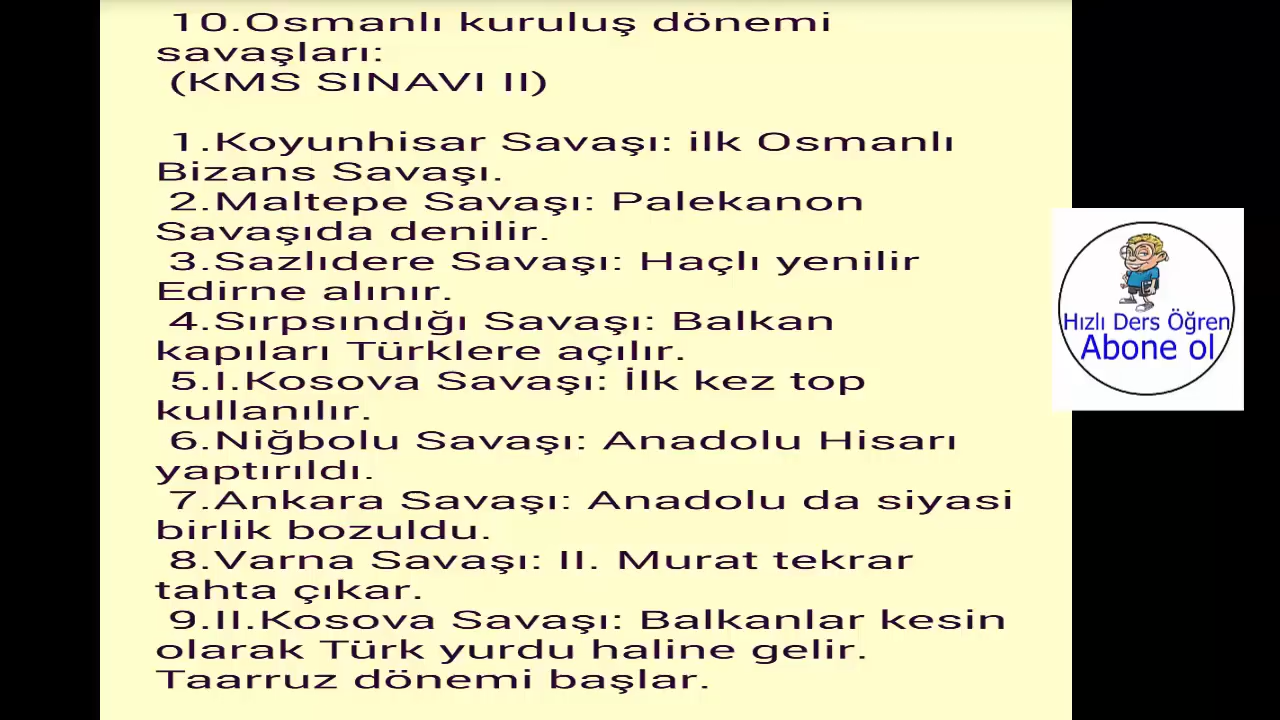 10.Osmanlı kuruluş dönemi
savaşları:
(KMS SINAVI II)
1.Koyunhisar Savaşı: ilk Osmanlı
Bizans Savaşı.
2.Maltepe Savaşı: Palekanon
Savaşıda denilir.
3.Sazlıdere Savaşı: Haçlı yenilir
Edirne alınır.
4.Sırpsındığı Savaşı: Balkan
kapıları Türklere açılır.
5.I.Kosova Savaşı: İlk kez top
kullanılır.
6.Niğbolu Savaşı: Anadolu Hisarı
yaptırıldı.
7.Ankara Savaşı: Anadolu da siyasi
birlik bozuldu.
8.Varna Savaşı: II. Murat tekrar
tahta çıkar.
9.II.Kosova Savaşı: Balkanlar kesin
olarak Türk yurdu haline gelir.
Taarruz dönemi başlar.
Hızlı Ders Öğren
Abone ol